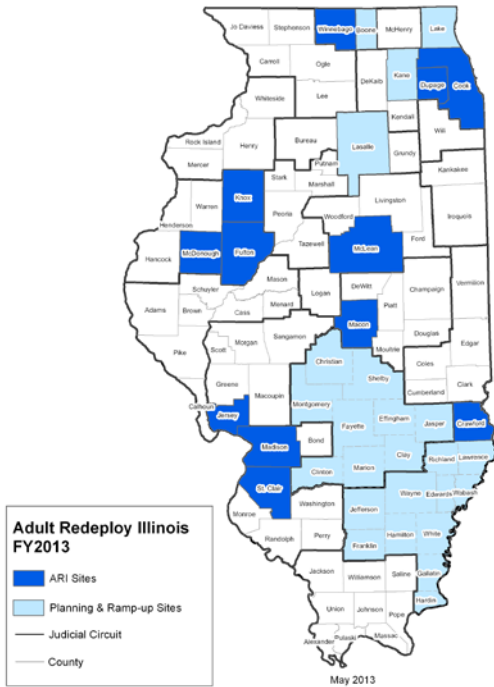 Jo Daviess
Stephenson
Winnebago
Boone
McHenry
Lake
Carroll
Ogle
DeKalb
Kane
Dupage
Cook
Whiteside
Lee
Kendall
Will
Rock Island
Henry
Bureau
Lasalle
Grundy
Mercer
Putnam
Kankakee
Stark
Marshall
Knox
Warren
Henderson
Peoria
Woodford
Livingston
Iroquois
Ford
McLean
Hancock
McDonough
Fulton
Tazewell
Mason
Logan
DeWitt
Champaign
Vermilion
Schuyler
Adams
Brown
Cass
Menard
Piatt
Macon
Douglas
Edgar
Pike
Scott
Morgan
Sangamon
Moultrie
Christian
Coles
Shelby
Greene
Macoupin
Montgomery
Cumberland
Clark
Calhoun
Jersey
Fayette
Effingham
Jasper
Crawford
Madison
Bond
Clay
Richland
Lawrence
Clinton
Marion
St. Clair
Wayne
Edwards
Wabash
Monroe
Washington
Jefferson
Randolph
Perry
Hamilton
White
Franklin
Jackson
Williamson
Saline
Gallatin
Hardin
Union
Johnson
Pope
Alexander
Pulaski
Massac
Adult Redeploy Illinois
FY2013
ARI Sites
Planning & Ramp-up Sites
Judicial Circuit
County
May 2013